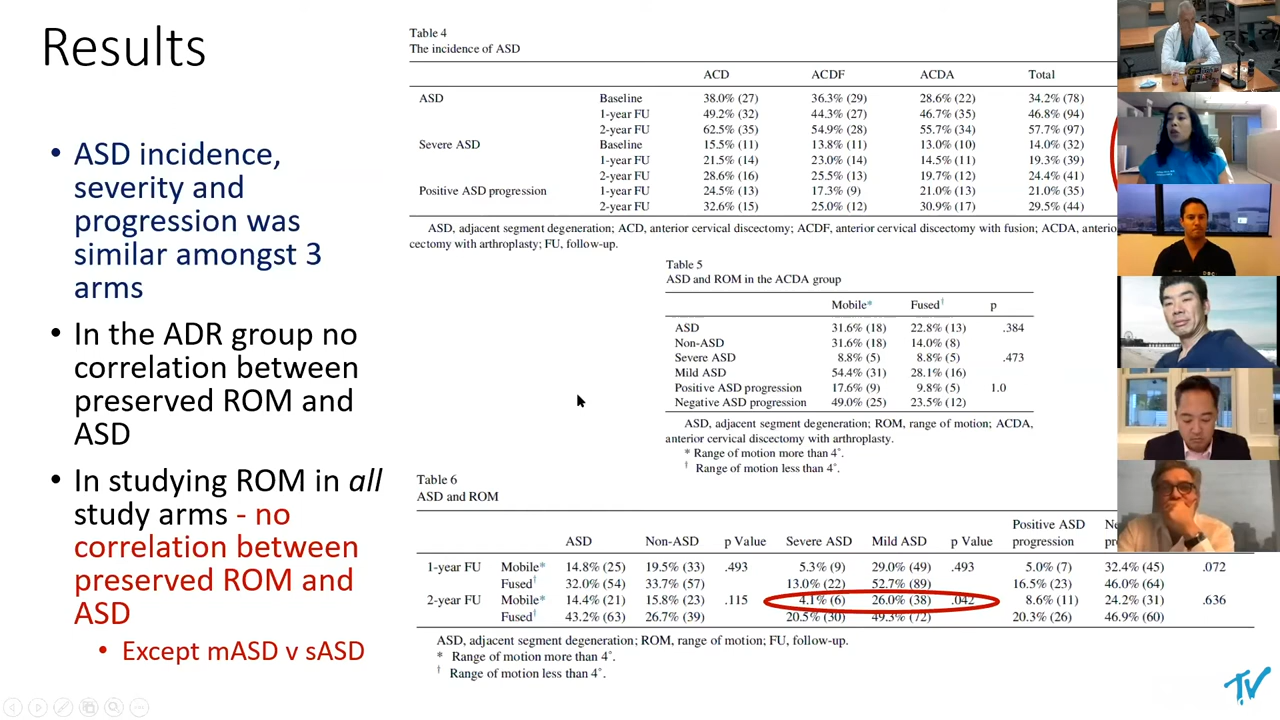 Results
• ASD incidence,
severity and
progression was
similar amongst 3
arms
• In the ADR group no
correlation between
preserved ROM and
ASD
• In studying ROM in all
study arms - no
correlation between
preserved ROM and
ASD
• Except mASD v sASD
Table 4
The incidence of ASD
ACD ACDF ACDA Total
ASD Baseline 38.0% (27) 36.3% (29) 28.6% (22) 34.2% (78)
1-year FU 49.2% (32) 44.3% (27) 46.7% (35) 46.8% (94)
2-year FU 62.5% (35) 54.9% (28) 55.7% (34) 57.7% (97)
Severe ASD Baseline 15.5% (11) 13.8% (11) 13.0% (10) 14.0% (32)
1-year FU 21.5% (14) 23.0% (14) 14.5% (11) 19.3% (39)
2-year FU 28.6% (16) 25.5% (13) 19.7% (12) 24.4% (41)
Positive ASD progression 1-year FU 24.5% (13) 17.3% (9) 21.0% (13) 21.0% (35)
2-year FU 32.6% (15) 25.0% (12) 30.9% (17) 29.5% (44)
ASD, adjacent segment degeneration; ACD, anterior cervical discectomy; ACDF, anterior cervical discectomy with fusion; ACDA, anterio
cectomy with arthroplasty; FU, follow-up.
Table 5
ASD and ROM in the ACDA group
Mobile* Fused† p
ASD 31.6% (18) 22.8% (13) .384
Non-ASD 31.6% (18) 14.0% (8)
Severe ASD 8.8% (5) 8.8% (5) .473
Mild ASD 54.4% (31) 28.1% (16)
Positive ASD progression 17.6% (9) 9.8% (5) 1.0
Negative ASD progression 49.0% (25) 23.5% (12)
ASD, adjacent segment degeneration; ROM, range of motion; ACDA,
anterior cervical discectomy with arthroplasty.
* Range of motion more than 4°.
† Range of motion less than 4°.
Table 6
ASD and ROM
Positive ASD Ne
ASD Non-ASD p Value Severe ASD Mild ASD p Value progression pr
1-year FU Mobile* 14.8% (25) 19.5% (33) .493 5.3% (9) 29.0% (49) .493 5.0% (7) 32.4% (45) .072
Fused† 32.0% (54) 33.7% (57) 13.0% (22) 52.7% (89) 16.5% (23) 46.0% (64)
2-year FU Mobile* 14.4% (21) 15.8% (23) .115 4.1% (6) 26.0% (38) .042 8.6% (11) 24.2% (31) .636
Fused† 43.2% (63) 26.7% (39) 20.5% (30) 49.3% (72) 20.3% (26) 46.9% (60)
ASD, adjacent segment degeneration; ROM, range of motion; FU, follow-up.
* Range of motion more than 4°.
† Range of motion less than 4°.
TV